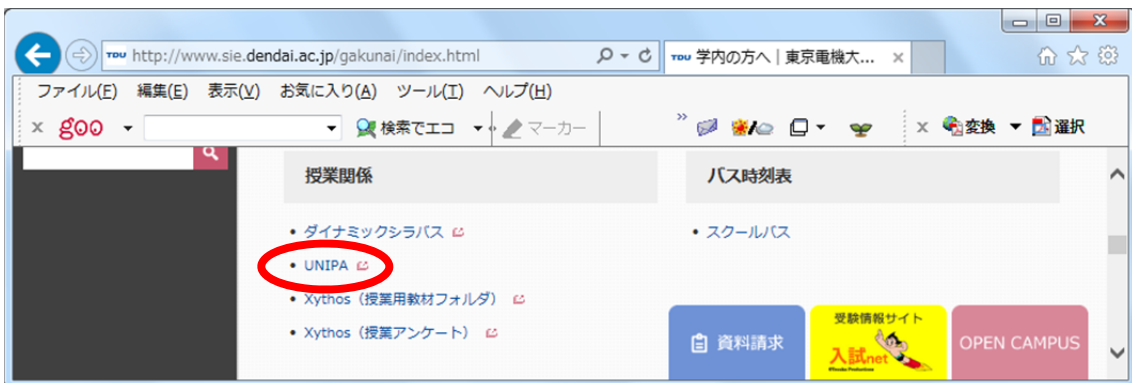 TDU http://www.sie.dendai.ac.jp/gakunai/index.html
TDU 学内の方へ | 東京電機大...
ファイル(F) 編集(E) 表示(V) お気に入り(A) ツール(T) ヘルプ(H)
goo 検索でエコ マーカー 変換 選択
授業関係
• ダイナミックシラバス
• UNIPA
• Xythos（授業用教材フォルダ）
• Xythos（授業アンケート）
バス時刻表
• スクールバス
資料請求
受験情報サイト
入試net
©Tezuka Productions
OPEN CAMPUS